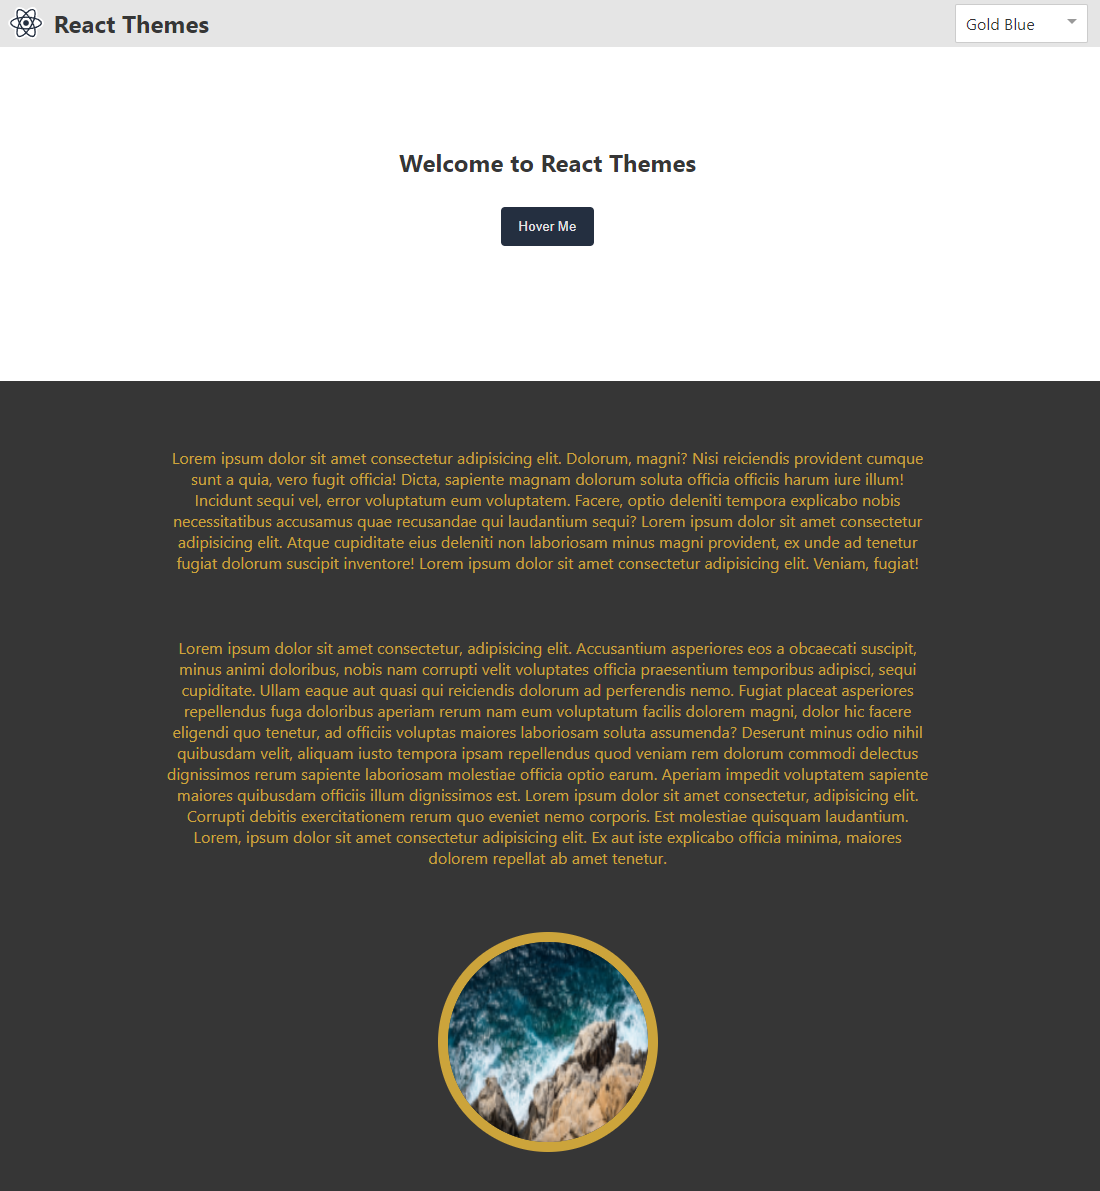 React Themes
Gold Blue
Welcome to React Themes
Hover Me
Lorem ipsum dolor sit amet consectetur adipisicing elit. Dolorum, magni? Nisi reiciendis provident cumque
sunt a quia, vero fugit officia! Dicta, sapiente magnam dolorum soluta officia officiis harum iure illum!
Incidunt sequi vel, error voluptatum eum voluptatem. Facere, optio deleniti tempora explicabo nobis
necessitatibus accusamus quae recusandae qui laudantium sequi? Lorem ipsum dolor sit amet consectetur
adipisicing elit. Atque cupiditate eius deleniti non laboriosam minus magni provident, ex unde ad tenetur
fugiat dolorum suscipit inventore! Lorem ipsum dolor sit amet consectetur adipisicing elit. Veniam, fugiat!
Lorem ipsum dolor sit amet consectetur, adipisicing elit. Accusantium asperiores eos a obcaecati suscipit,
minus animi doloribus, nobis nam corrupti velit voluptates officia praesentium temporibus adipisci, sequi
cupiditate. Ullam eaque aut quasi qui reiciendis dolorum ad perferendis nemo. Fugiat placeat asperiores
repellendus fuga doloribus aperiam rerum nam eum voluptatum facilis dolorem magni, dolor hic facere
eligendi quo tenetur, ad officiis voluptas maiores laboriosam soluta assumenda? Deserunt minus odio nihil
quibusdam velit, aliquam iusto tempora ipsam repellendus quod veniam rem dolorum commodi delectus
dignissimos rerum sapiente laboriosam molestiae officia optio earum. Aperiam impedit voluptatem sapiente
maiores quibusdam officiis illum dignissimos est. Lorem ipsum dolor sit amet consectetur, adipisicing elit.
Corrupti debitis exercitationem rerum quo eveniet nemo corporis. Est molestiae quisquam laudantium.
Lorem, ipsum dolor sit amet consectetur adipisicing elit. Ex aut iste explicabo officia minima, maiores
dolorem repellat ab amet tenetur.